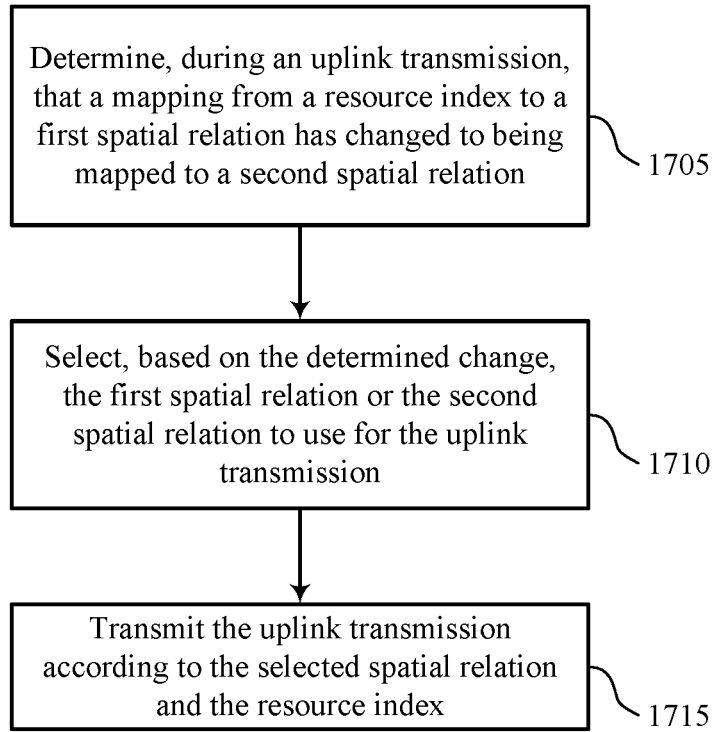 Determine, during an uplink transmission,
that a mapping from a resource index to a
first spatial relation has changed to being
mapped to a second spatial relation
1705
Select, based on the determined change,
the first spatial relation or the second
spatial relation to use for the uplink
transmission
1710
Transmit the uplink transmission
according to the selected spatial relation
and the resource index
1715